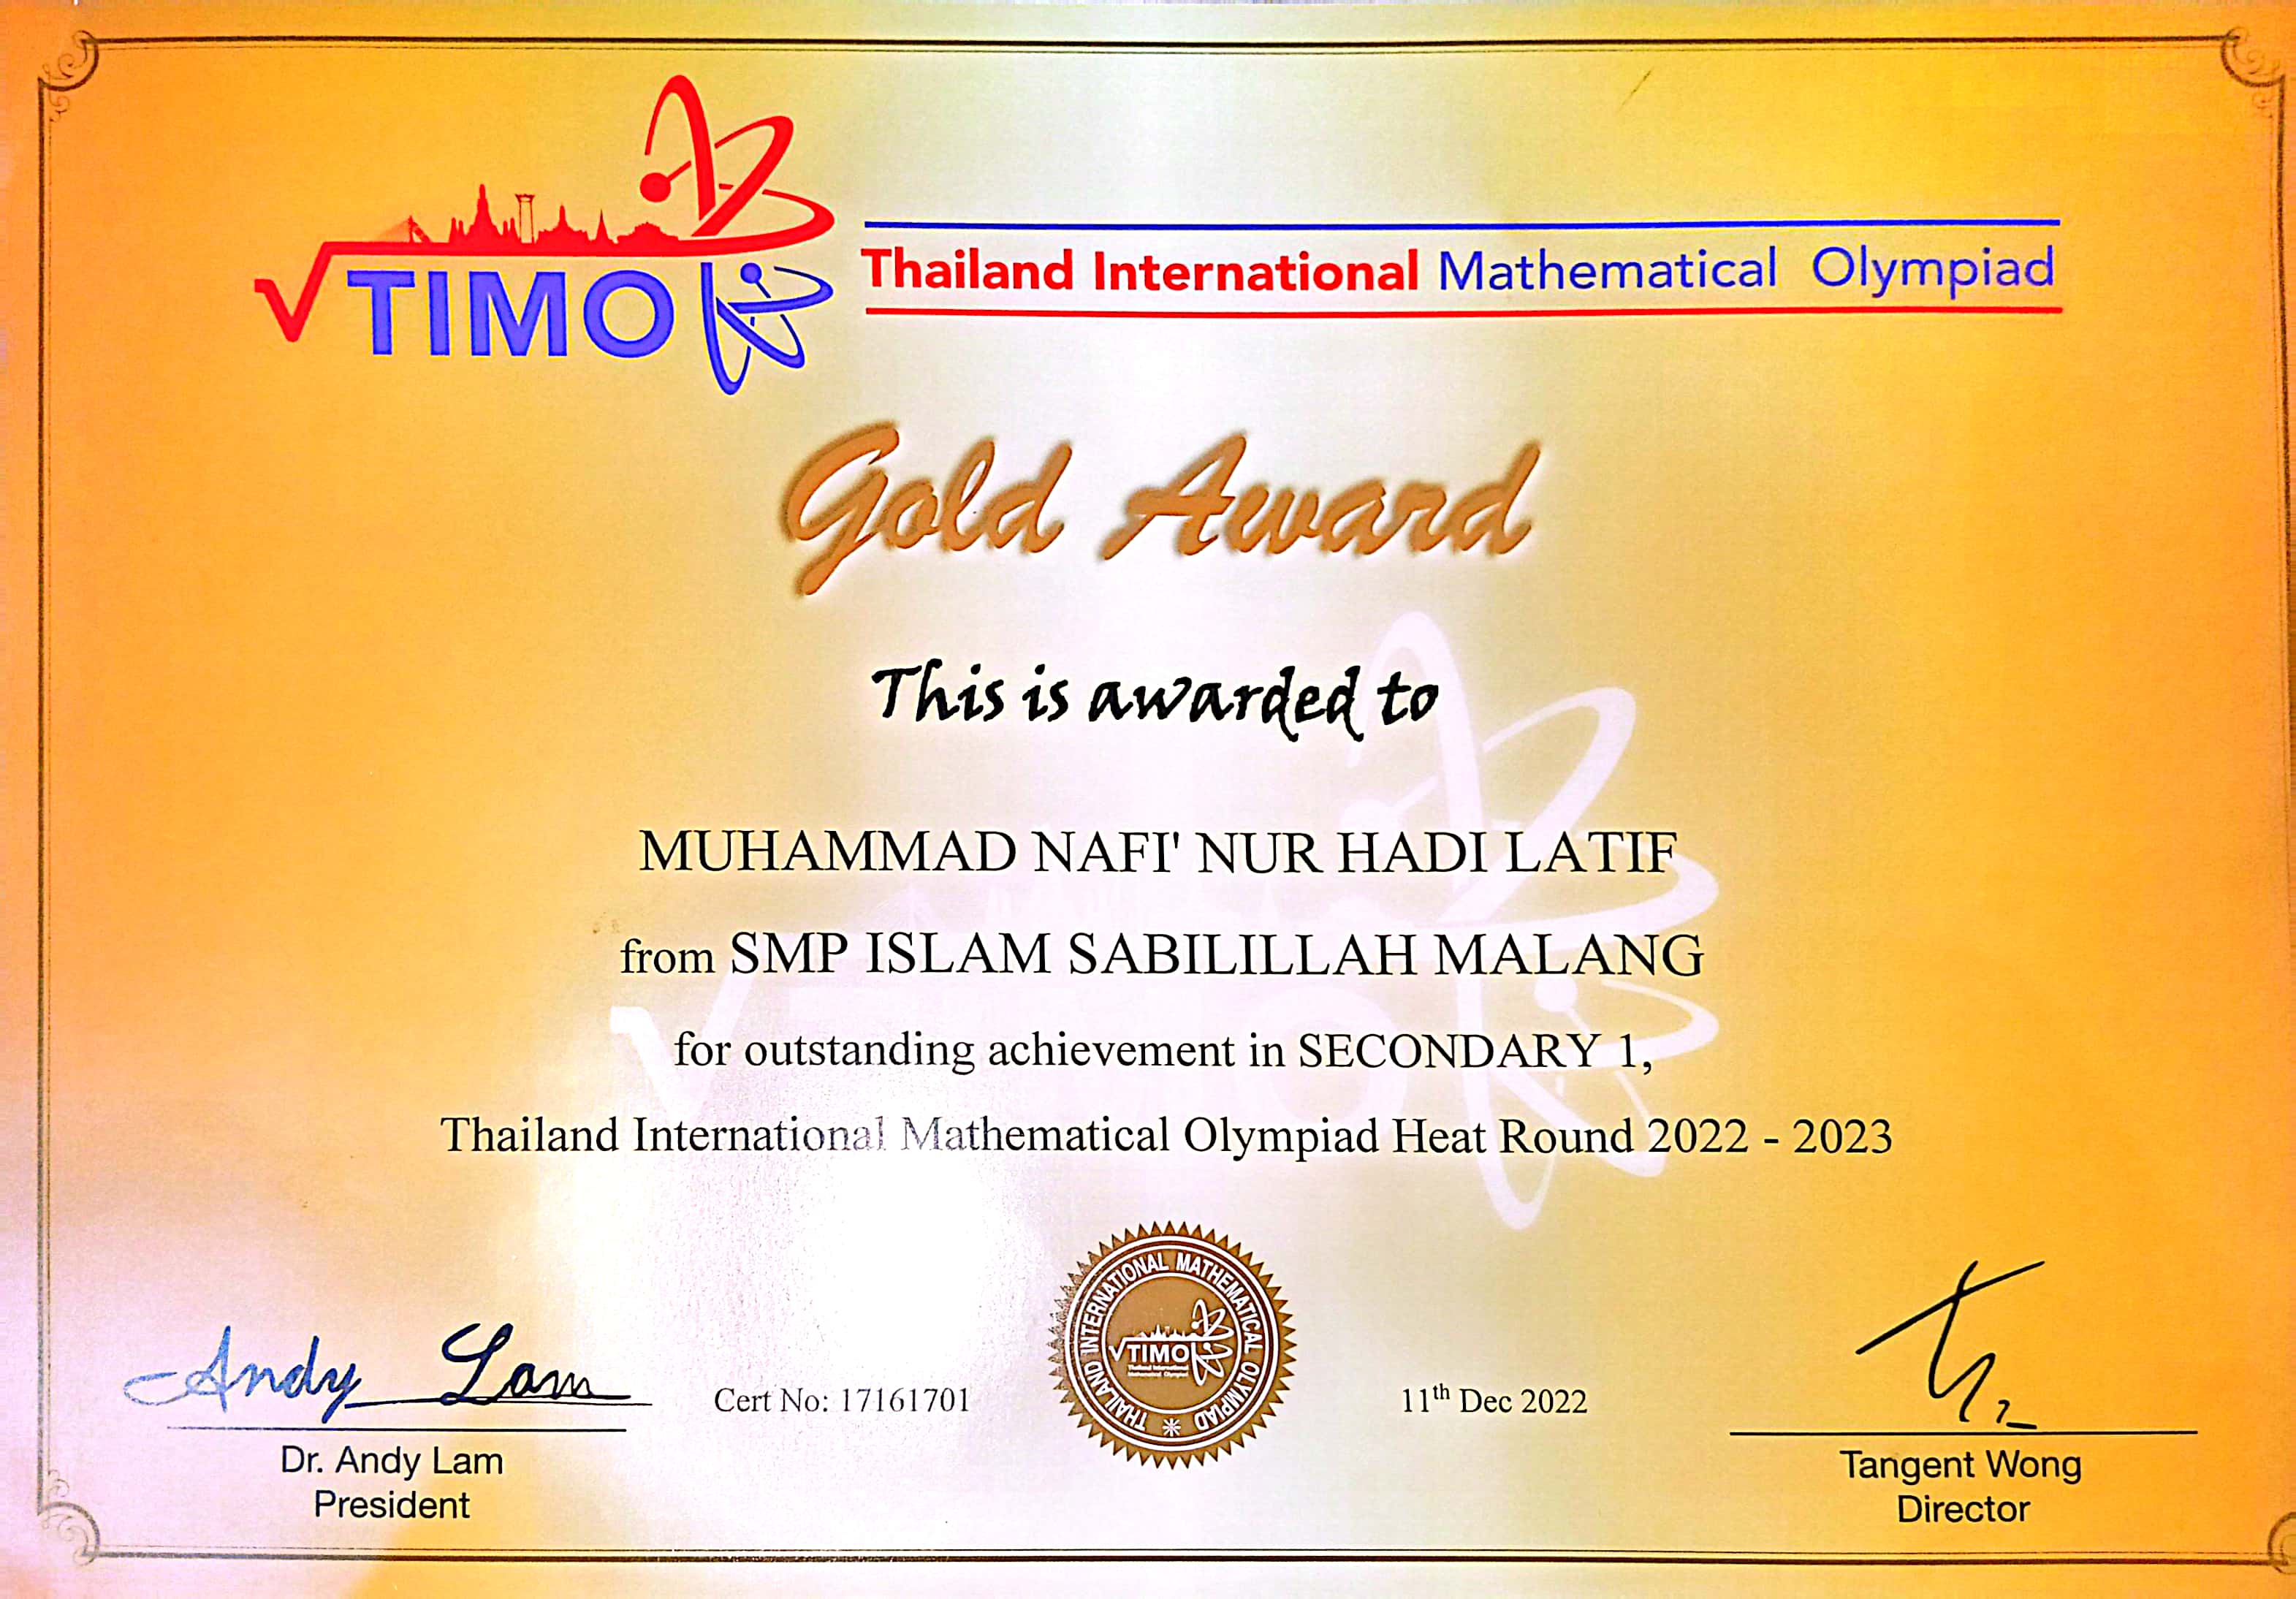 √TIMO
Thailand International Mathematical Olympiad
Gold Award
This is awarded to
MUHAMMAD NAFI' NUR HADI LATIF
from SMP ISLAM SABILILLAH MALANG
for outstanding achievement in SECONDARY 1,
Thailand International Mathematical Olympiad Heat Round 2022 - 2023
Andy Lam
Dr. Andy Lam
President
Cert No: 17161701
THAILAND INTERNATIONAL MATHEMATICAL OLYMPIAD
√TIMO
Thailand International
Mathematical Olympiad
11th Dec 2022
Tangent Wong
Director